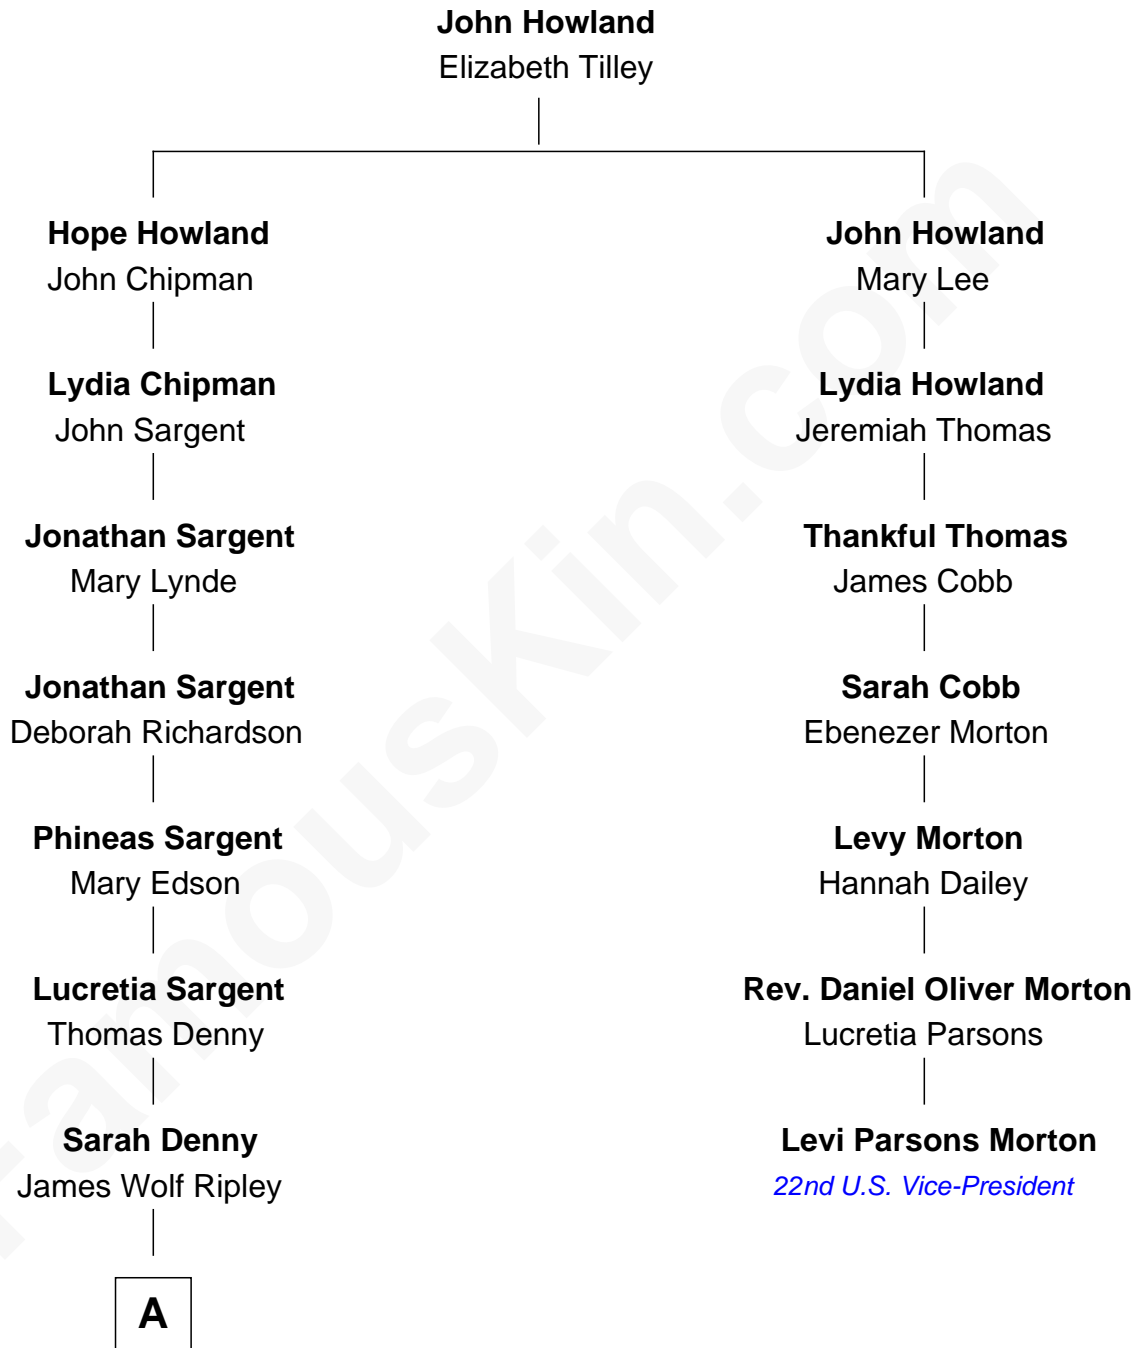 John Howland
Elizabeth Tilley
Hope Howland
John Chipman
John Howland
Mary Lee
Lydia Chipman
John Sargent
Lydia Howland
Jeremiah Thomas
Jonathan Sargent
Mary Lynde
Thankful Thomas
James Cobb
Jonathan Sargent
Deborah Richardson
Sarah Cobb
Ebenezer Morton
Phineas Sargent
Mary Edson
Levy Morton
Hannah Dailey
Lucretia Sargent
Thomas Denny
Rev. Daniel Oliver Morton
Lucretia Parsons
Sarah Denny
James Wolf Ripley
Levi Parsons Morton
22nd U.S. Vice-President
A
FamousKin.com